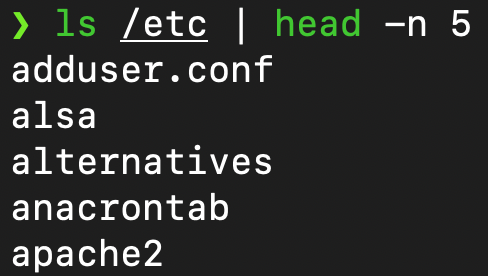 ❯ ls /etc | head -n 5
adduser.conf
alsa
alternatives
anacrontab
apache2